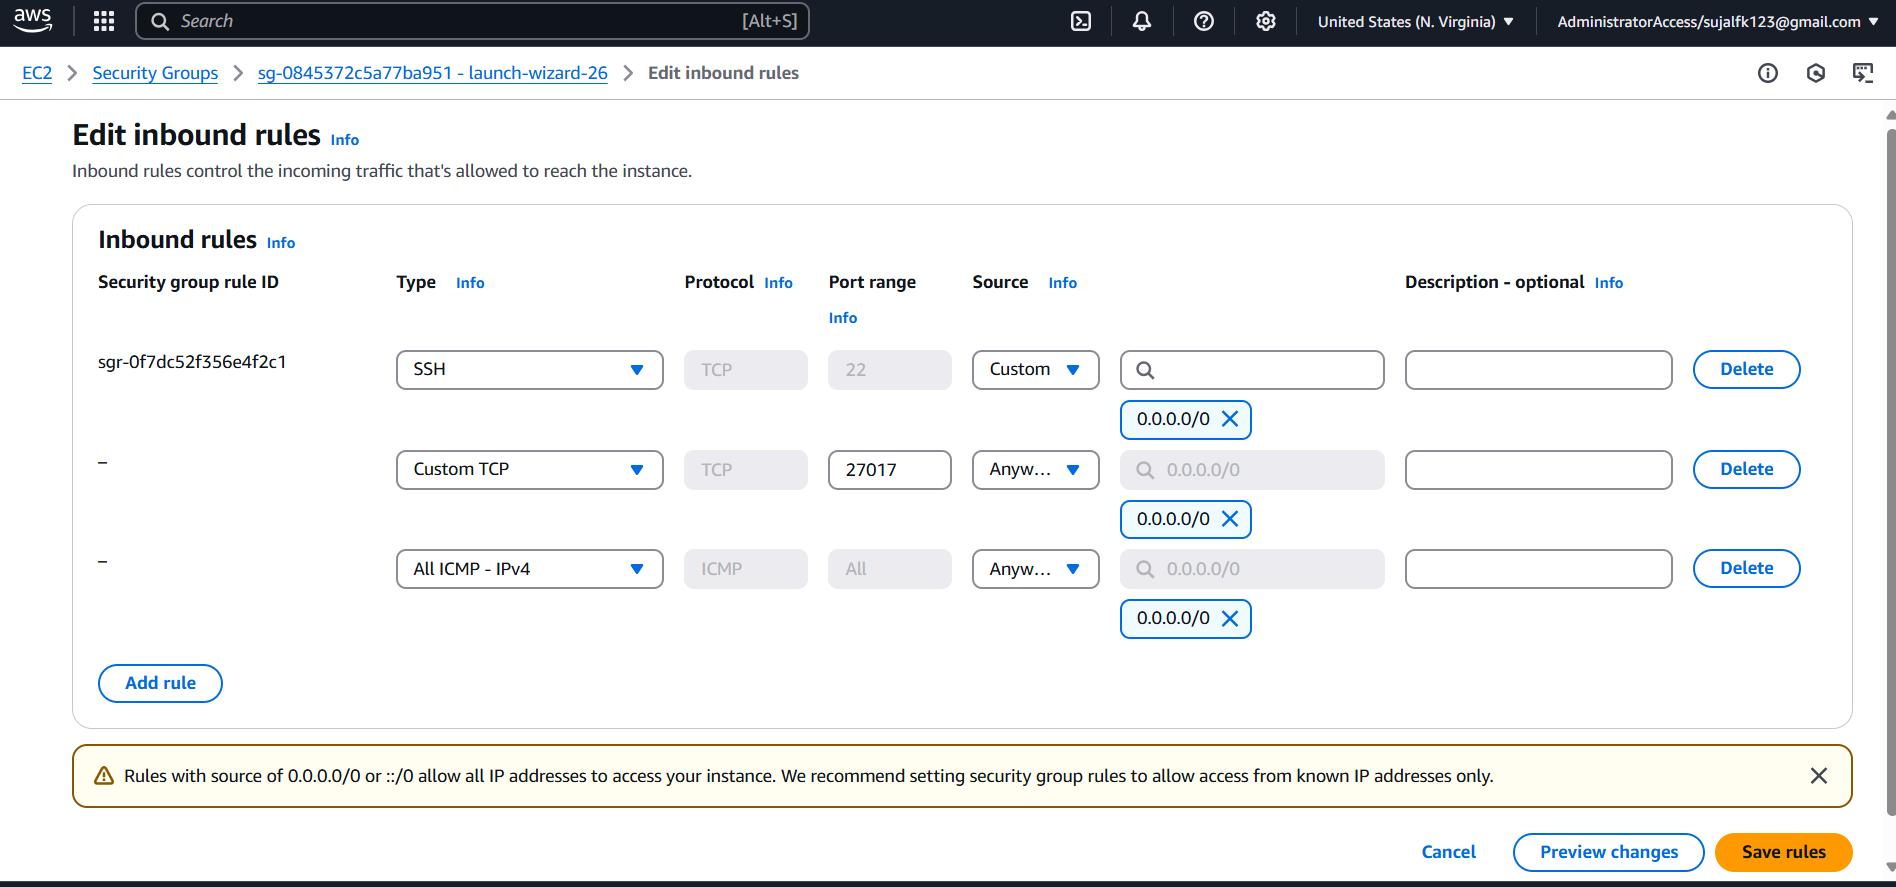 aws Search [Alt+S] United States (N. Virginia) AdministratorAccess/sujalfk123@gmail.com
EC2 Security Groups sg-0845372c5a77ba951 - launch-wizard-26 Edit inbound rules
Edit inbound rules Info
Inbound rules control the incoming traffic that's allowed to reach the instance.
Inbound rules Info
Security group rule ID Type Info Protocol Info Port range Info Source Info Description - optional Info
sgr-0f7dc52f356e4f2c1 SSH TCP 22 Custom Delete
0.0.0.0/0
– Custom TCP TCP 27017 Anyw... 0.0.0.0/0 Delete
0.0.0.0/0
– All ICMP - IPv4 ICMP All Anyw... 0.0.0.0/0 Delete
0.0.0.0/0
Add rule
Rules with source of 0.0.0.0/0 or ::/0 allow all IP addresses to access your instance. We recommend setting security group rules to allow access from known IP addresses only.
Cancel Preview changes Save rules